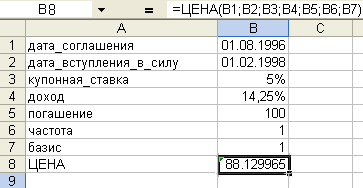 B8 = =ЦЕНА(B1;B2;B3;B4;B5;B6;B7)
A B C
1 дата_соглашения 01.08.1996
2 дата_вступления_в_силу 01.02.1998
3 купонная_ставка 5%
4 доход 14,25%
5 погашение 100
6 частота 1
7 базис 1
8 ЦЕНА 88.129965
9